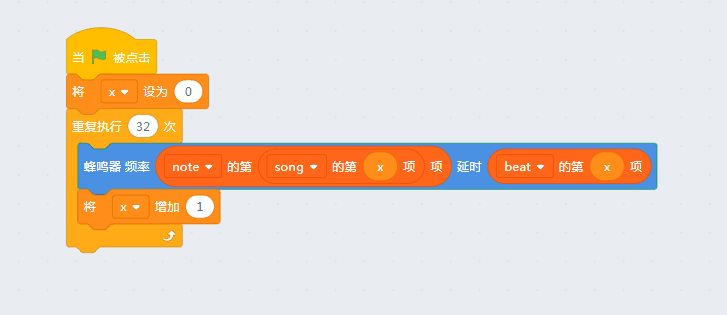 当 被点击
将 x 设为 0
重复执行 32 次
蜂鸣器 频率 note 的第 song 的第 x 项 项 延时 beat 的第 x 项
将 x 增加 1